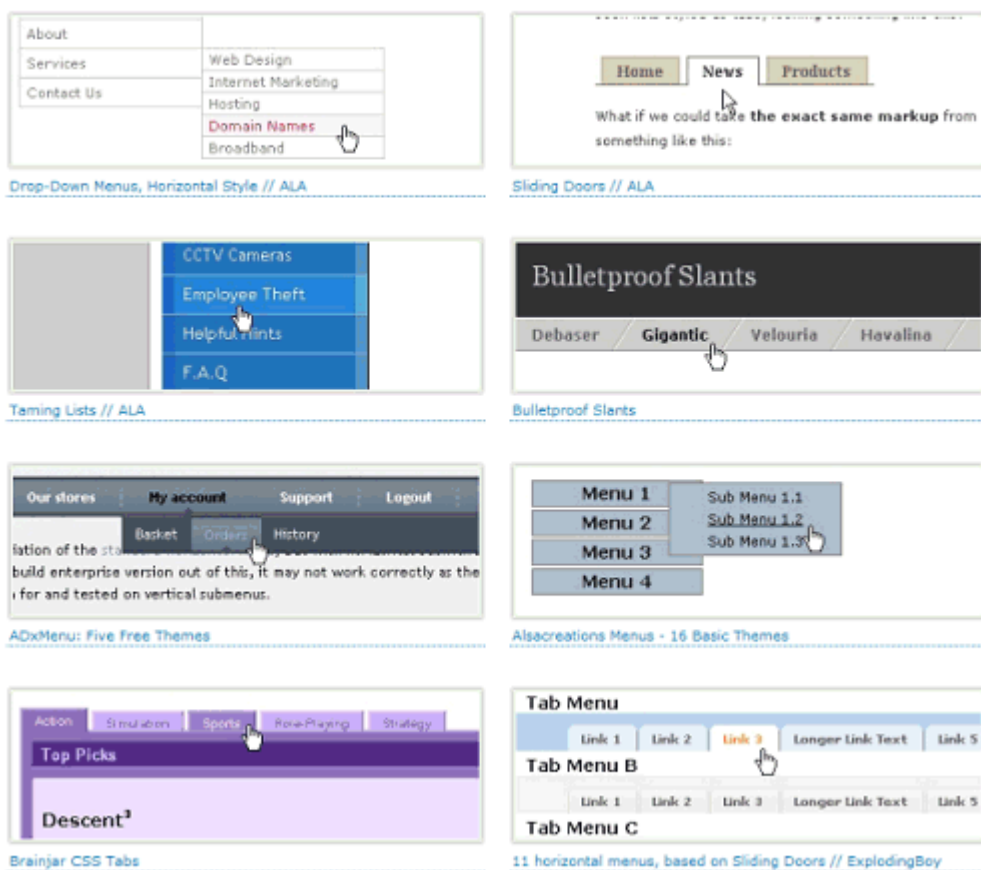 About
Services
Contact Us
Web Design
Internet Marketing
Hosting
Domain Names
Broadband
Drop-Down Menus, Horizontal Style // ALA
Home News Products
What if we could take the exact same markup from
something like this:
Sliding Doors // ALA
CCTV Cameras
Employee Theft
Helpful Hints
F.A.Q
Taming Lists // ALA
Bulletproof Slants
Debaser Gigantic Velouria Havalina
Bulletproof Slants
Our stores My account Support Logout
Basket Orders History
iation of the
build enterprise version out of this, it may not work correctly as the
for and tested on vertical submenus.
ADxMenu: Five Free Themes
Menu 1
Menu 2
Menu 3
Menu 4
Sub Menu 1.1
Sub Menu 1.2
Sub Menu 1.3
Alsacreations Menus - 16 Basic Themes
Action Simulation Sports Role-Playing Strategy
Top Picks
Descent³
Brainjar CSS Tabs
Tab Menu
Link 1 Link 2 Link 3 Longer Link Text Link 5
Tab Menu B
Link 1 Link 2 Link 3 Longer Link Text Link 5
Tab Menu C
11 horizontal menus, based on Sliding Doors // ExplodingBoy